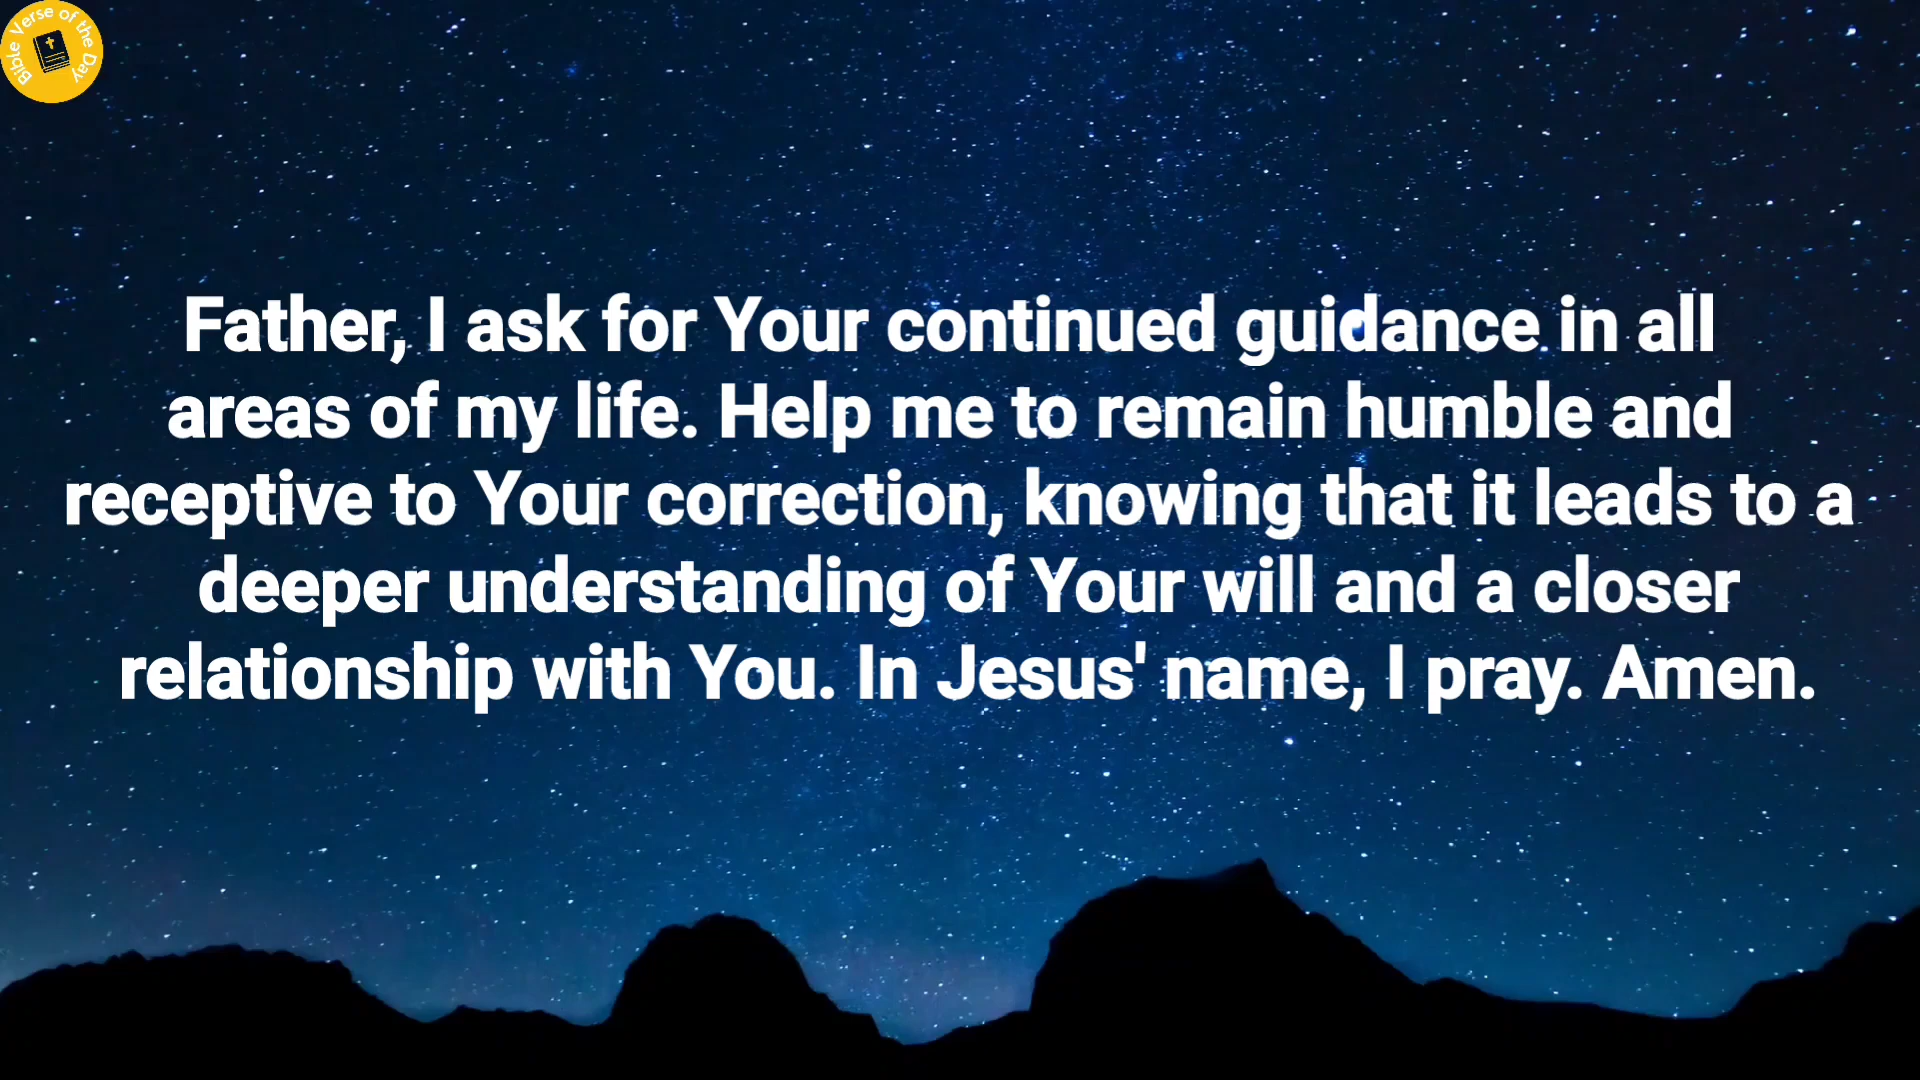 Bible Verse of the Day
Father, I ask for Your continued guidance in all
areas of my life. Help me to remain humble and
receptive to Your correction, knowing that it leads to a
deeper understanding of Your will and a closer
relationship with You. In Jesus' name, I pray. Amen.